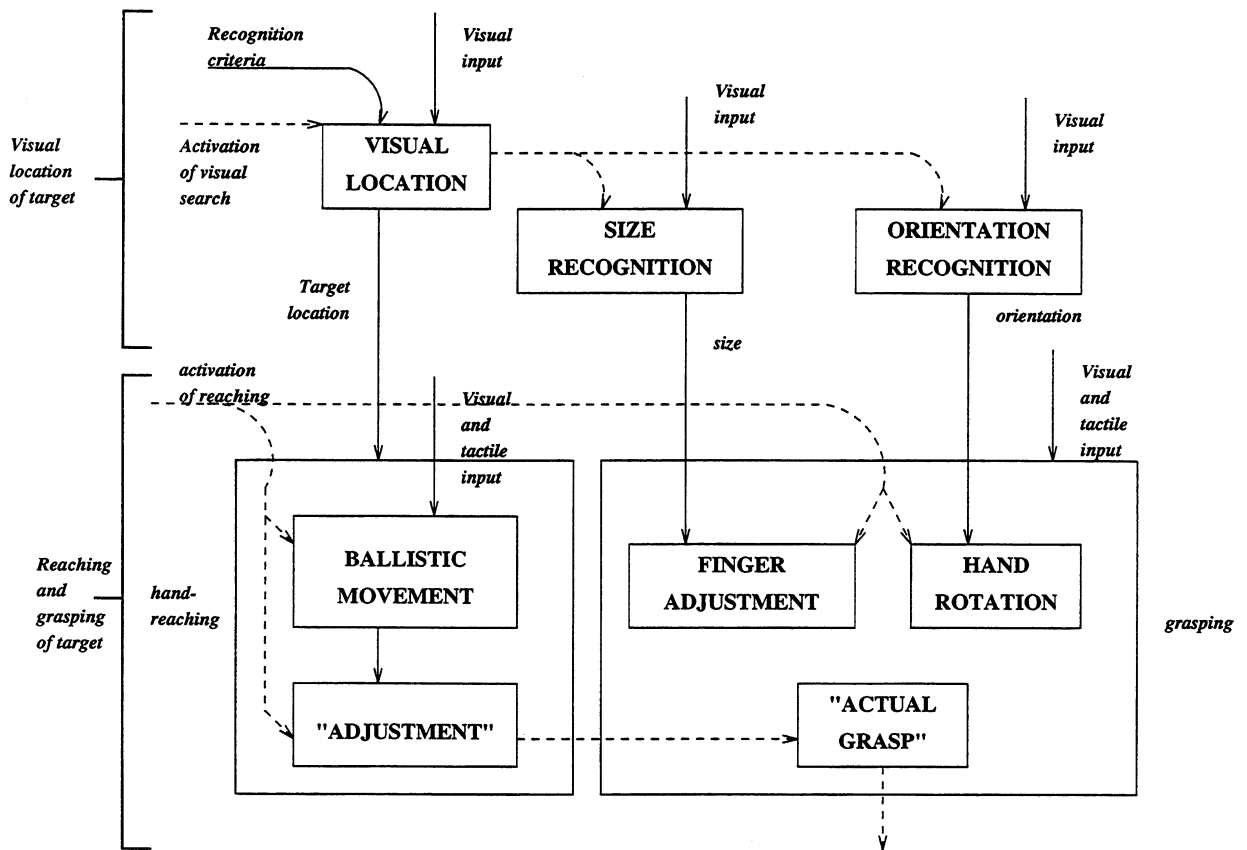 Recognition
criteria
Visual
input
Visual
input
Visual
input
Visual
location
of target
Activation
of visual
search
VISUAL
LOCATION
SIZE
RECOGNITION
ORIENTATION
RECOGNITION
Target
location
size
orientation
activation
of reaching
Visual
and
tactile
input
Visual
and
tactile
input
Reaching
and
grasping
of target
hand-
reaching
BALLISTIC
MOVEMENT
FINGER
ADJUSTMENT
HAND
ROTATION
grasping
"ADJUSTMENT"
"ACTUAL
GRASP"